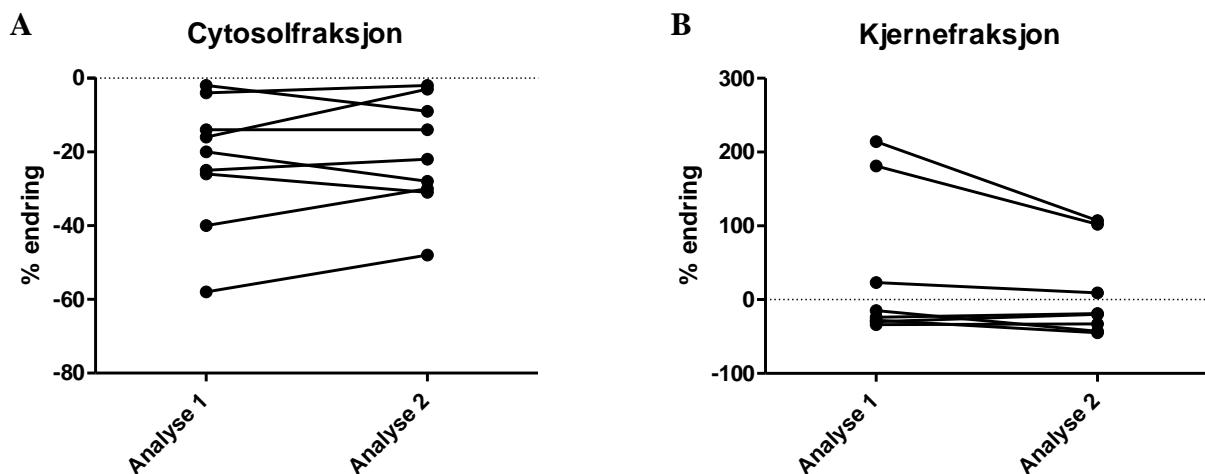 A
Cytosolfraksjon
% endring
0
-20
-40
-60
-80
Analyse 1
Analyse 2
B
Kjernefraksjon
% endring
300
200
100
0
-100
Analyse 1
Analyse 2